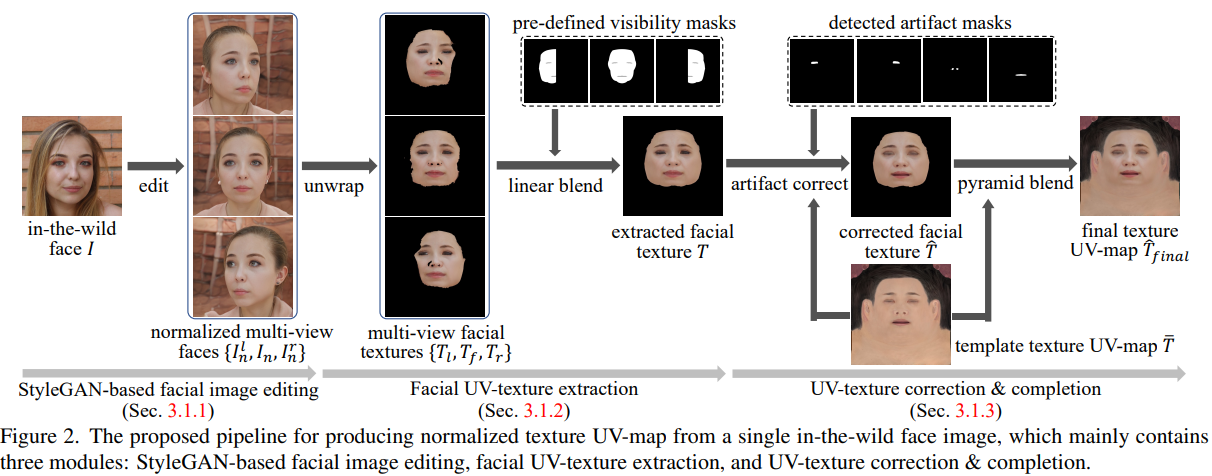 pre-defined visibility masks
detected artifact masks
edit
unwrap
linear blend
artifact correct
pyramid blend
in-the-wild
face I
extracted facial
texture T
corrected facial
texture T̂
final texture
UV-map T̂_final
normalized multi-view
faces {I_n^l, I_n, I_n^r}
multi-view facial
textures {T_l, T_f, T_r}
template texture UV-map T̄
StyleGAN-based facial image editing
(Sec. 3.1.1)
Facial UV-texture extraction
(Sec. 3.1.2)
UV-texture correction & completion
(Sec. 3.1.3)
Figure 2. The proposed pipeline for producing normalized texture UV-map from a single in-the-wild face image, which mainly contains
three modules: StyleGAN-based facial image editing, facial UV-texture extraction, and UV-texture correction & completion.